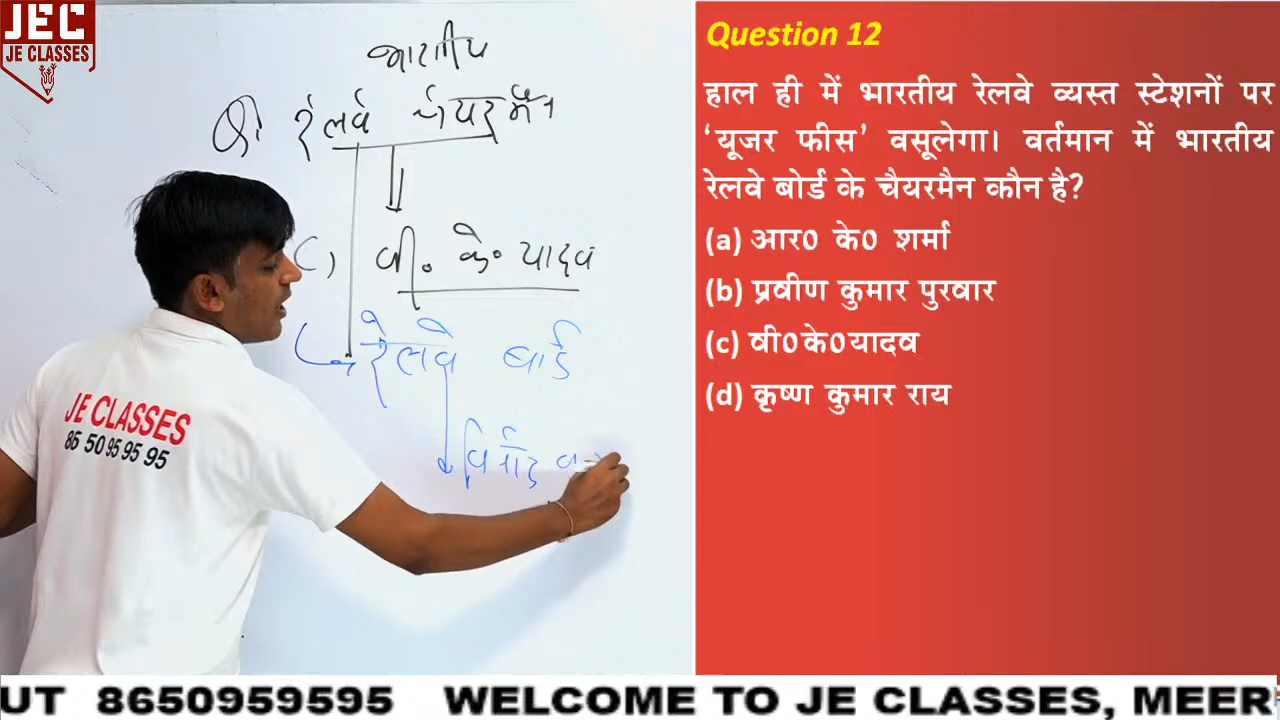 JEC
JE CLASSES
भारतीय
रेलवे चेयरमैन
वी॰ के॰ यादव
रेलवे बोर्ड
विनोद
JE CLASSES
86 50 95 95 95
Question 12
हाल ही में भारतीय रेलवे व्यस्त स्टेशनों पर
‘यूजर फीस’ वसूलेगा। वर्तमान में भारतीय
रेलवे बोर्ड के चैयरमैन कौन है?
(a) आर0 के0 शर्मा
(b) प्रवीण कुमार पुरवार
(c) वी0के0यादव
(d) कृष्ण कुमार राय
UT 8650959595 WELCOME TO JE CLASSES, MEER